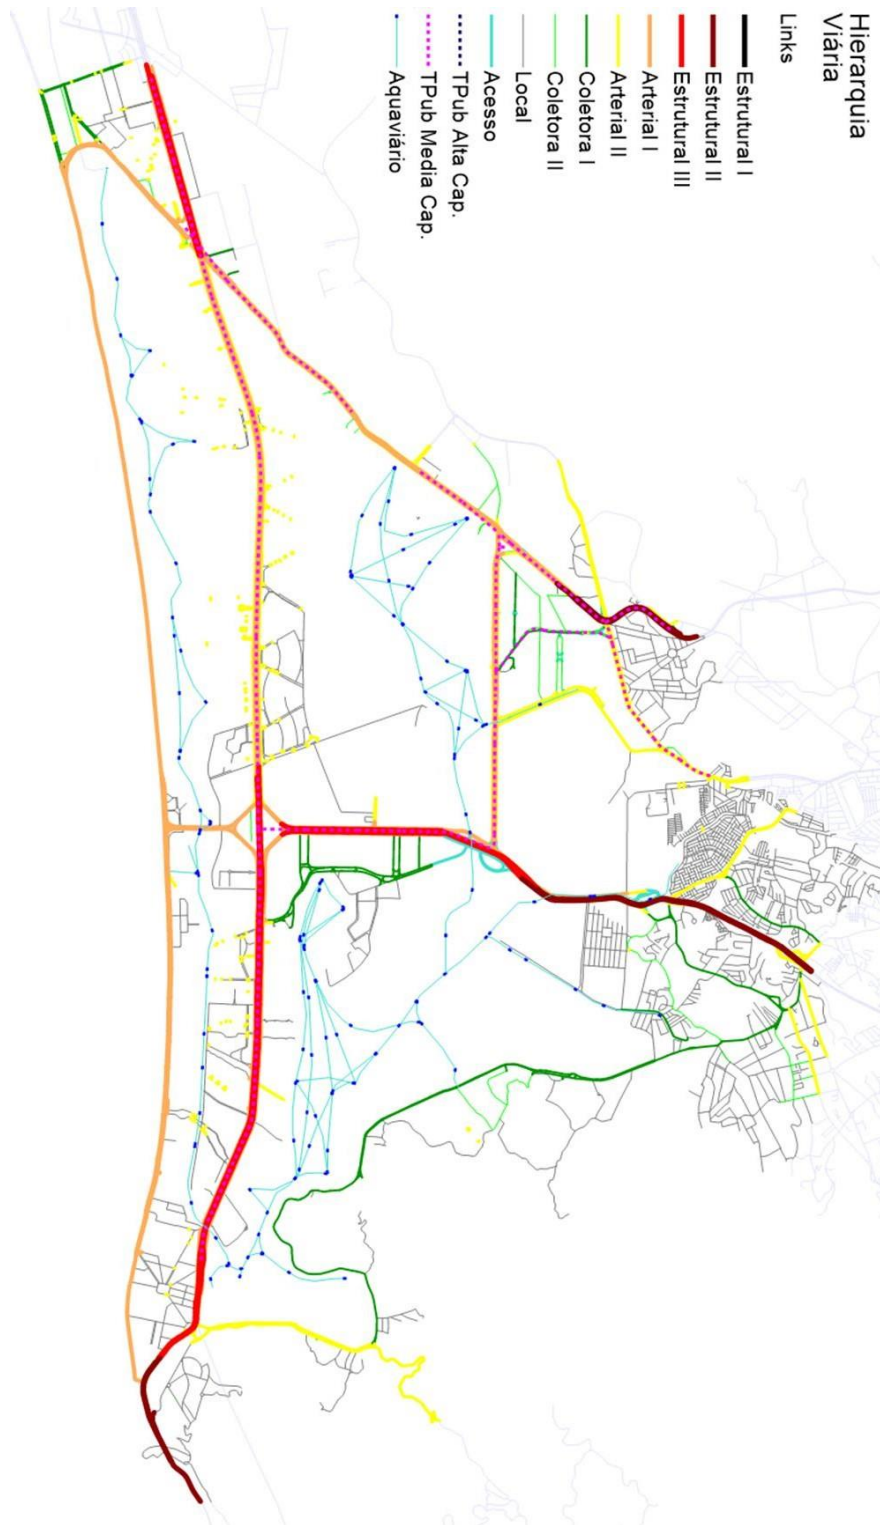 Hierarquia
Viária
Links
Estrutural I
Estrutural II
Estrutural III
Arterial I
Arterial II
Coletora I
Coletora II
Local
Acesso
TPub Alta Cap.
TPub Media Cap.
Aquaviário